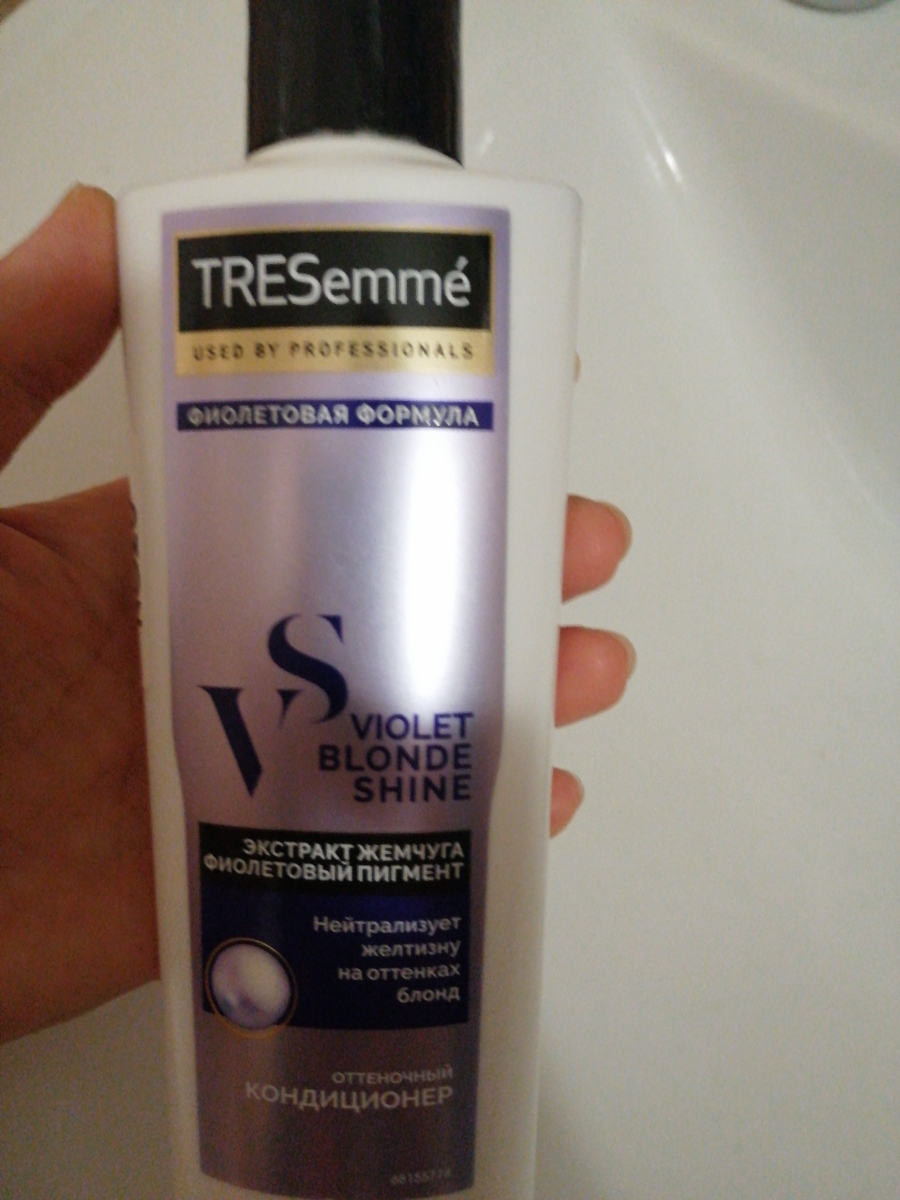 TRESemmé
USED BY PROFESSIONALS
ФИОЛЕТОВАЯ ФОРМУЛА
VS
VIOLET
BLONDE
SHINE
ЭКСТРАКТ ЖЕМЧУГА
ФИОЛЕТОВЫЙ ПИГМЕНТ
Нейтрализует
желтизну
на оттенках
блонд
ОТТЕНОЧНЫЙ
КОНДИЦИОНЕР